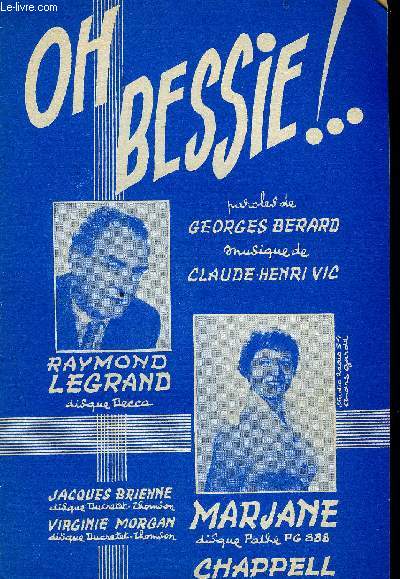 Le-livre.com
OH
BESSIE!..
paroles de
GEORGES BERARD
musique de
CLAUDE-HENRI VIC
RAYMOND
LEGRAND
disque Decca
JACQUES BRIENNE
disque Ducretet-Thomson
VIRGINIE MORGAN
disque Ducretet-Thomson
MARJANE
disque Pathé PG 888
CHAPPELL